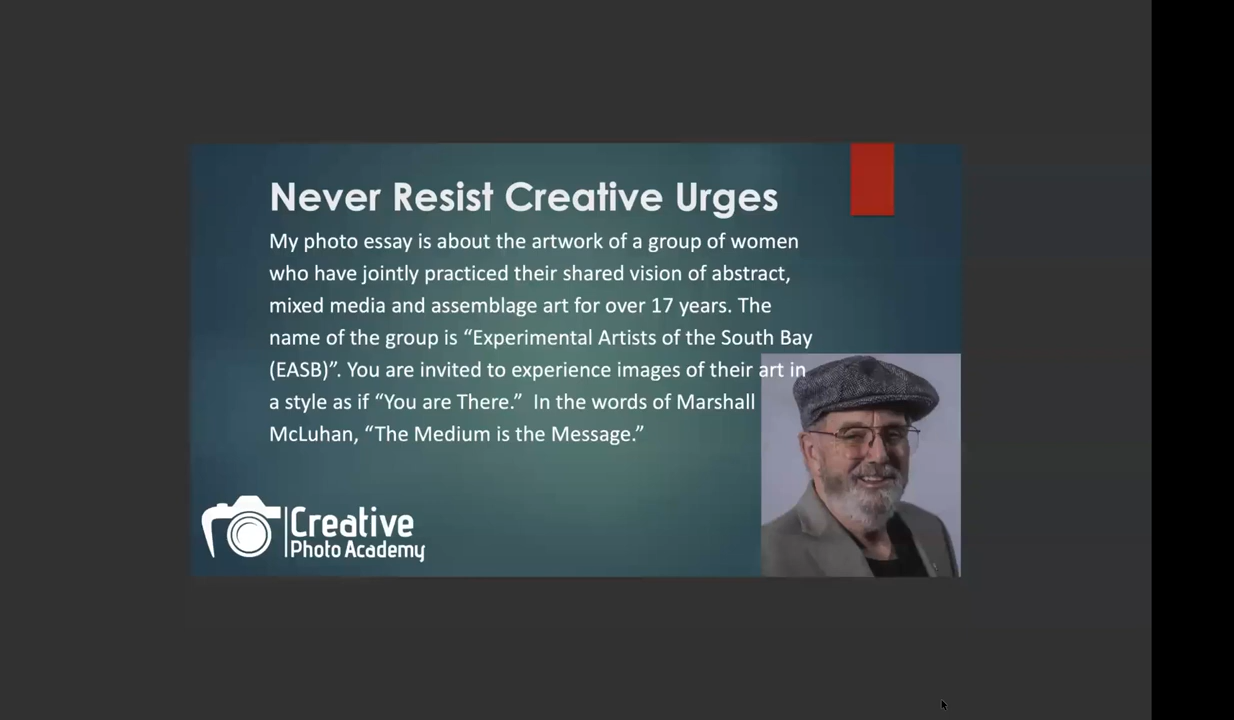 Never Resist Creative Urges
My photo essay is about the artwork of a group of women
who have jointly practiced their shared vision of abstract,
mixed media and assemblage art for over 17 years. The
name of the group is “Experimental Artists of the South Bay
(EASB)”. You are invited to experience images of their art in
a style as if “You are There.”  In the words of Marshall
McLuhan, “The Medium is the Message.”
Creative
Photo Academy